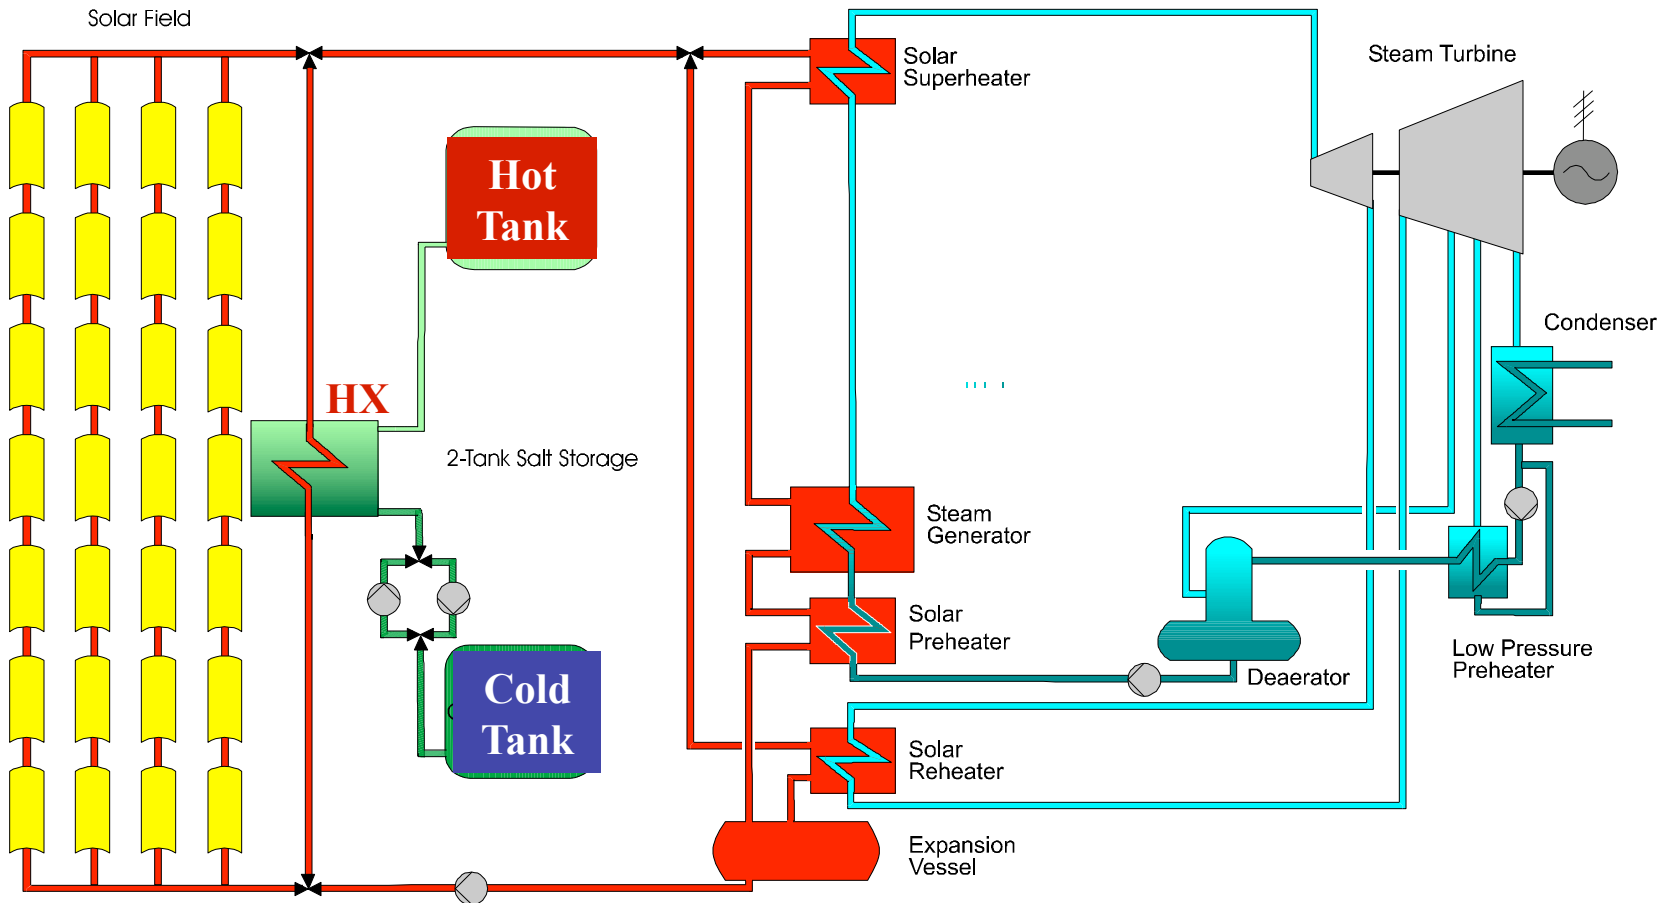 Solar Field
Solar
Superheater
Steam Turbine
Hot
Tank
Condenser
HX
2-Tank Salt Storage
Steam
Generator
Solar
Preheater
Low Pressure
Preheater
Deaerator
Cold
Tank
Solar
Reheater
Expansion
Vessel